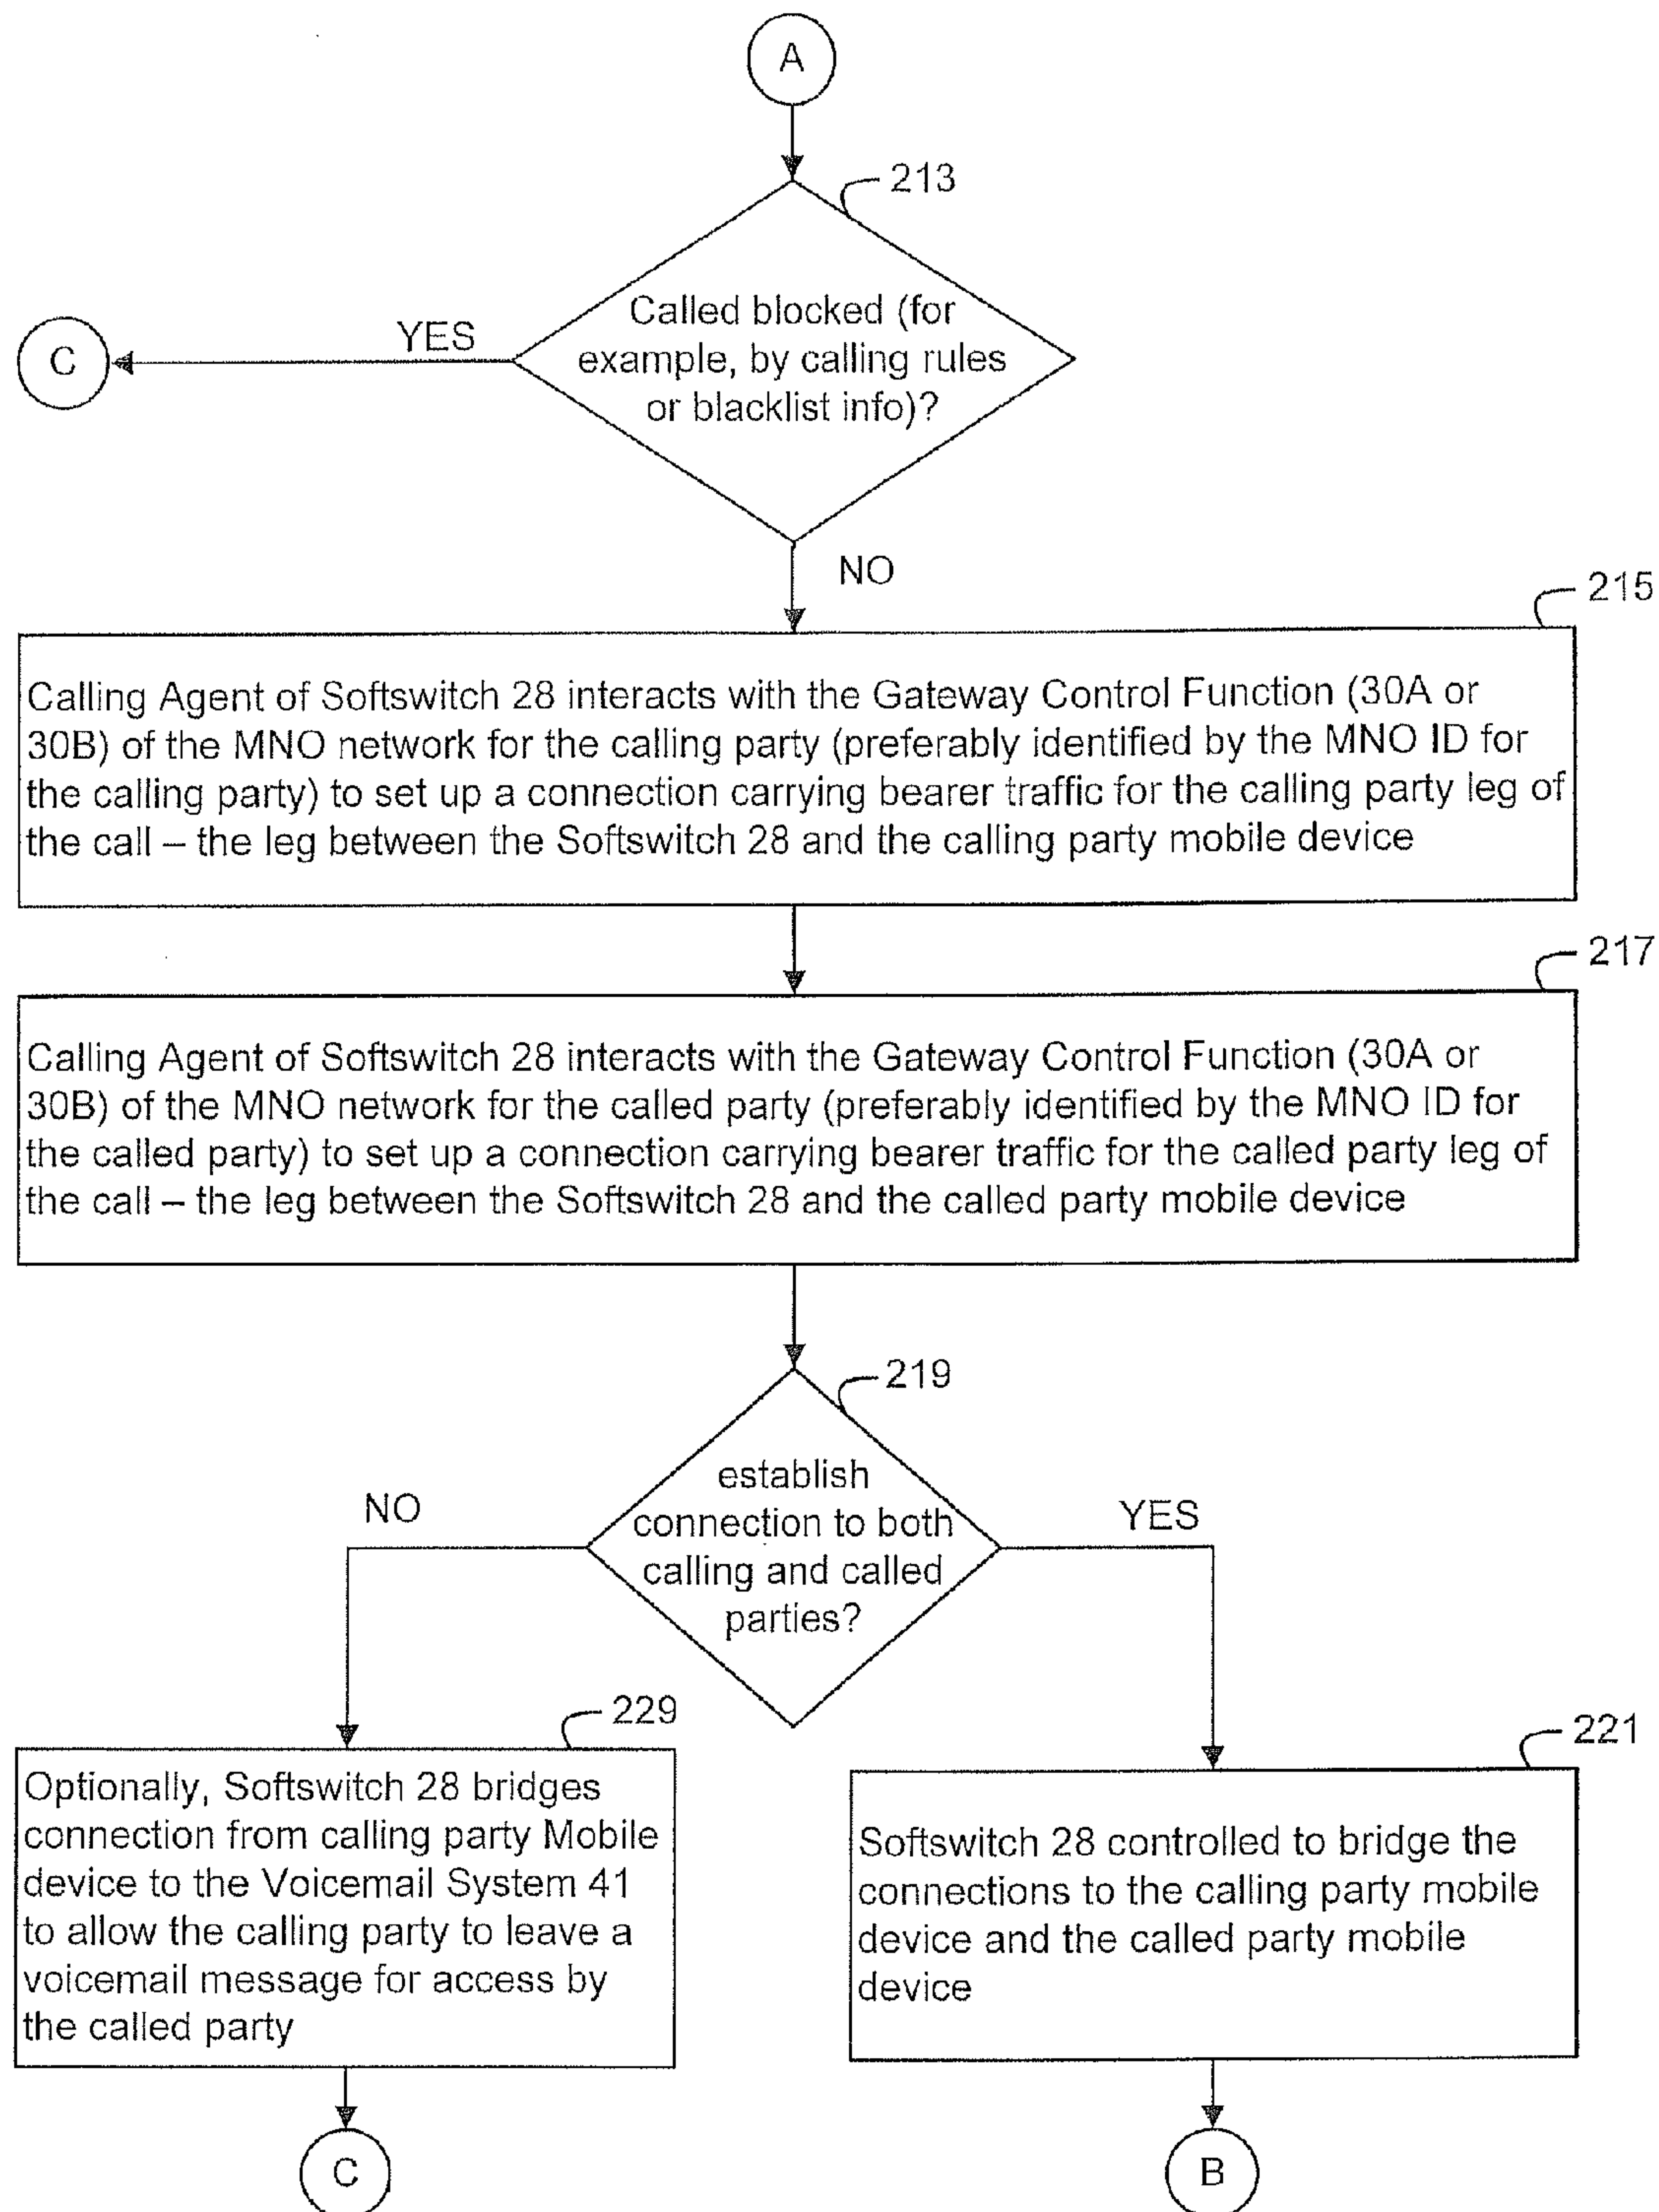 A
213
Called blocked (for
example, by calling rules
or blacklist info)?
YES
C
NO
215
Calling Agent of Softswitch 28 interacts with the Gateway Control Function (30A or
30B) of the MNO network for the calling party (preferably identified by the MNO ID for
the calling party) to set up a connection carrying bearer traffic for the calling party leg of
the call – the leg between the Softswitch 28 and the calling party mobile device
217
Calling Agent of Softswitch 28 interacts with the Gateway Control Function (30A or
30B) of the MNO network for the called party (preferably identified by the MNO ID for
the called party) to set up a connection carrying bearer traffic for the called party leg of
the call – the leg between the Softswitch 28 and the called party mobile device
219
establish
connection to both
calling and called
parties?
NO
YES
229
Optionally, Softswitch 28 bridges
connection from calling party Mobile
device to the Voicemail System 41
to allow the calling party to leave a
voicemail message for access by
the called party
221
Softswitch 28 controlled to bridge the
connections to the calling party mobile
device and the called party mobile
device
C
B